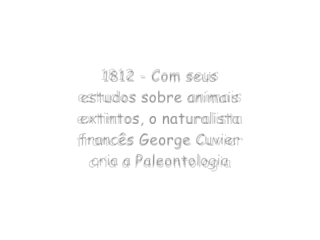 1812 - Com seus
estudos sobre animais
extintos, o naturalista
francês George Cuvier
cria a Paleontologia